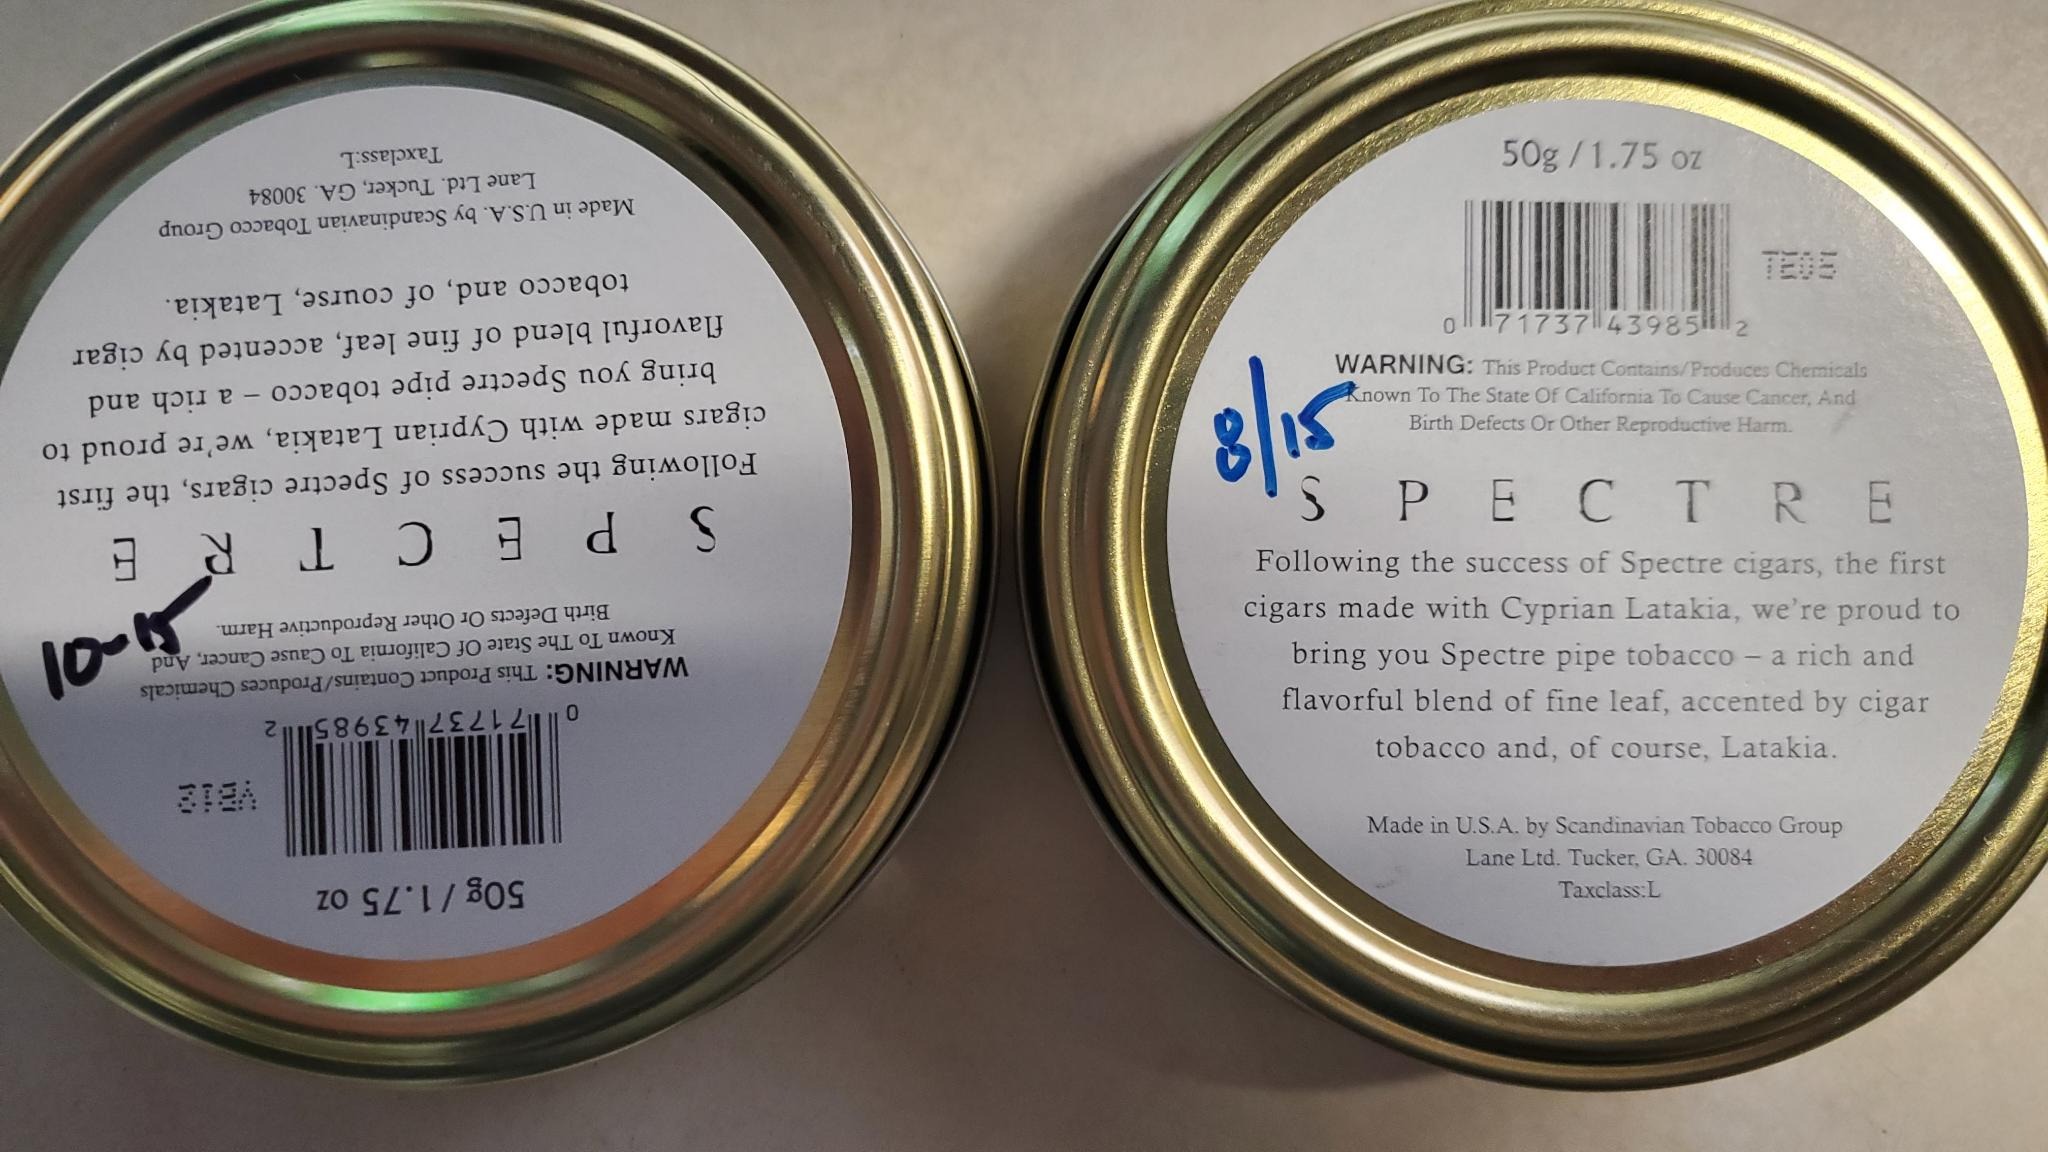 Made in U.S.A. by Scandinavian Tobacco Group
Lane Ltd. Tucker, GA. 30084
Taxclass:L
50g / 1.75 oz
VB12
0 71737 43985 2
WARNING: This Product Contains/Produces Chemicals
Known To The State Of California To Cause Cancer, And
Birth Defects Or Other Reproductive Harm.
10-15
SPECTRE
Following the success of Spectre cigars, the first
cigars made with Cyprian Latakia, we're proud to
bring you Spectre pipe tobacco – a rich and
flavorful blend of fine leaf, accented by cigar
tobacco and, of course, Latakia.
50g / 1.75 oz
TE05
0 71737 43985 2
WARNING: This Product Contains/Produces Chemicals
Known To The State Of California To Cause Cancer, And
Birth Defects Or Other Reproductive Harm.
8/15
SPECTRE
Following the success of Spectre cigars, the first
cigars made with Cyprian Latakia, we're proud to
bring you Spectre pipe tobacco – a rich and
flavorful blend of fine leaf, accented by cigar
tobacco and, of course, Latakia.
Made in U.S.A. by Scandinavian Tobacco Group
Lane Ltd. Tucker, GA. 30084
Taxclass:L